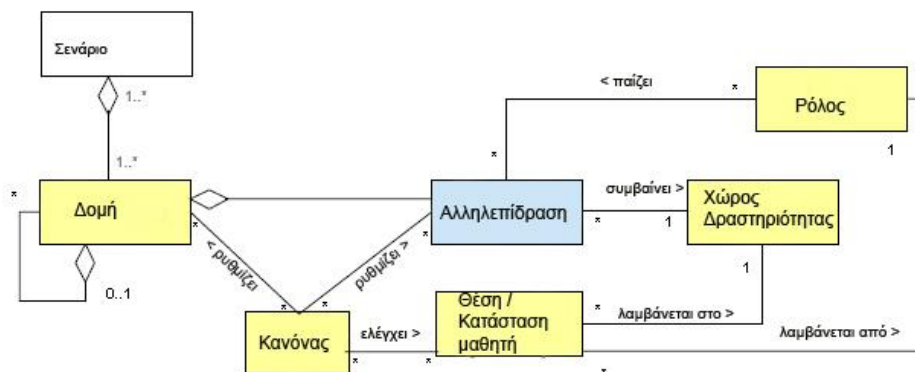 Σενάριο
1..*
< παίζει
*
Ρόλος
1
*
1..*
*
Δομή
Αλληλεπίδραση
συμβαίνει >
*
1
Χώρος
Δραστηριότητας
*
*
< ρυθμίζει
ρυθμίζει >
0..1
1
*
*
Κανόνας
ελέγχει >
*
*
Θέση /
Κατάσταση
μαθητή
*
λαμβάνεται στο >
λαμβάνεται από >
*